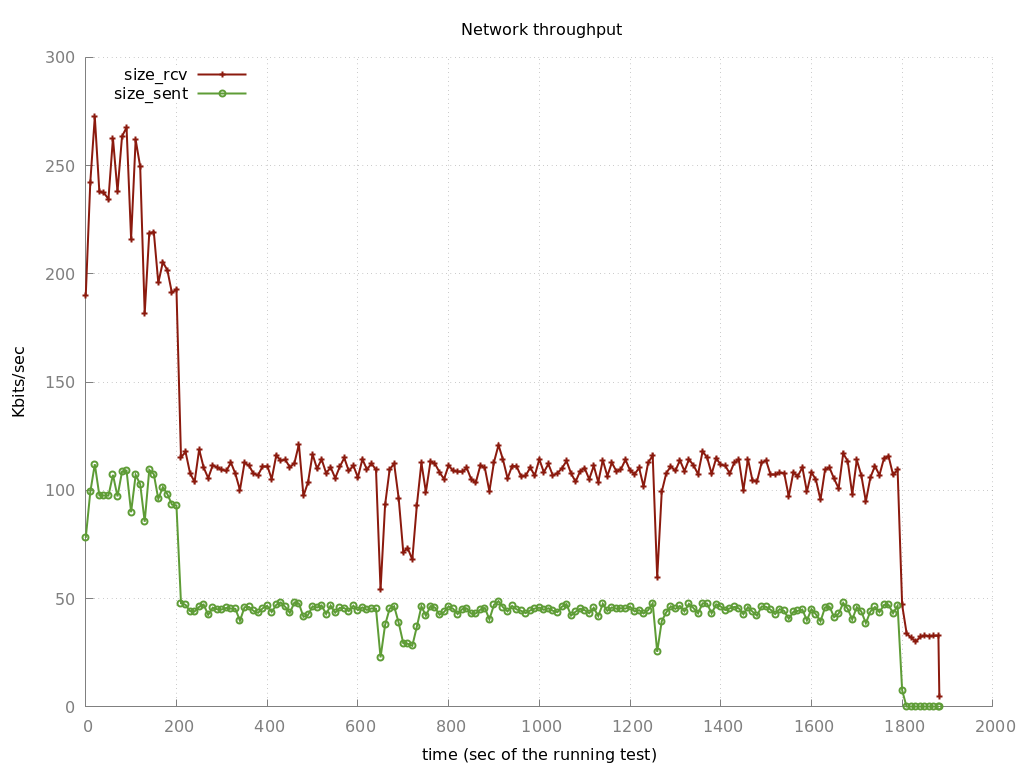 Network throughput
300
size_rcv
size_sent
250
200
150
100
50
0
Kbits/sec
0 200 400 600 800 1000 1200 1400 1600 1800 2000
time (sec of the running test)